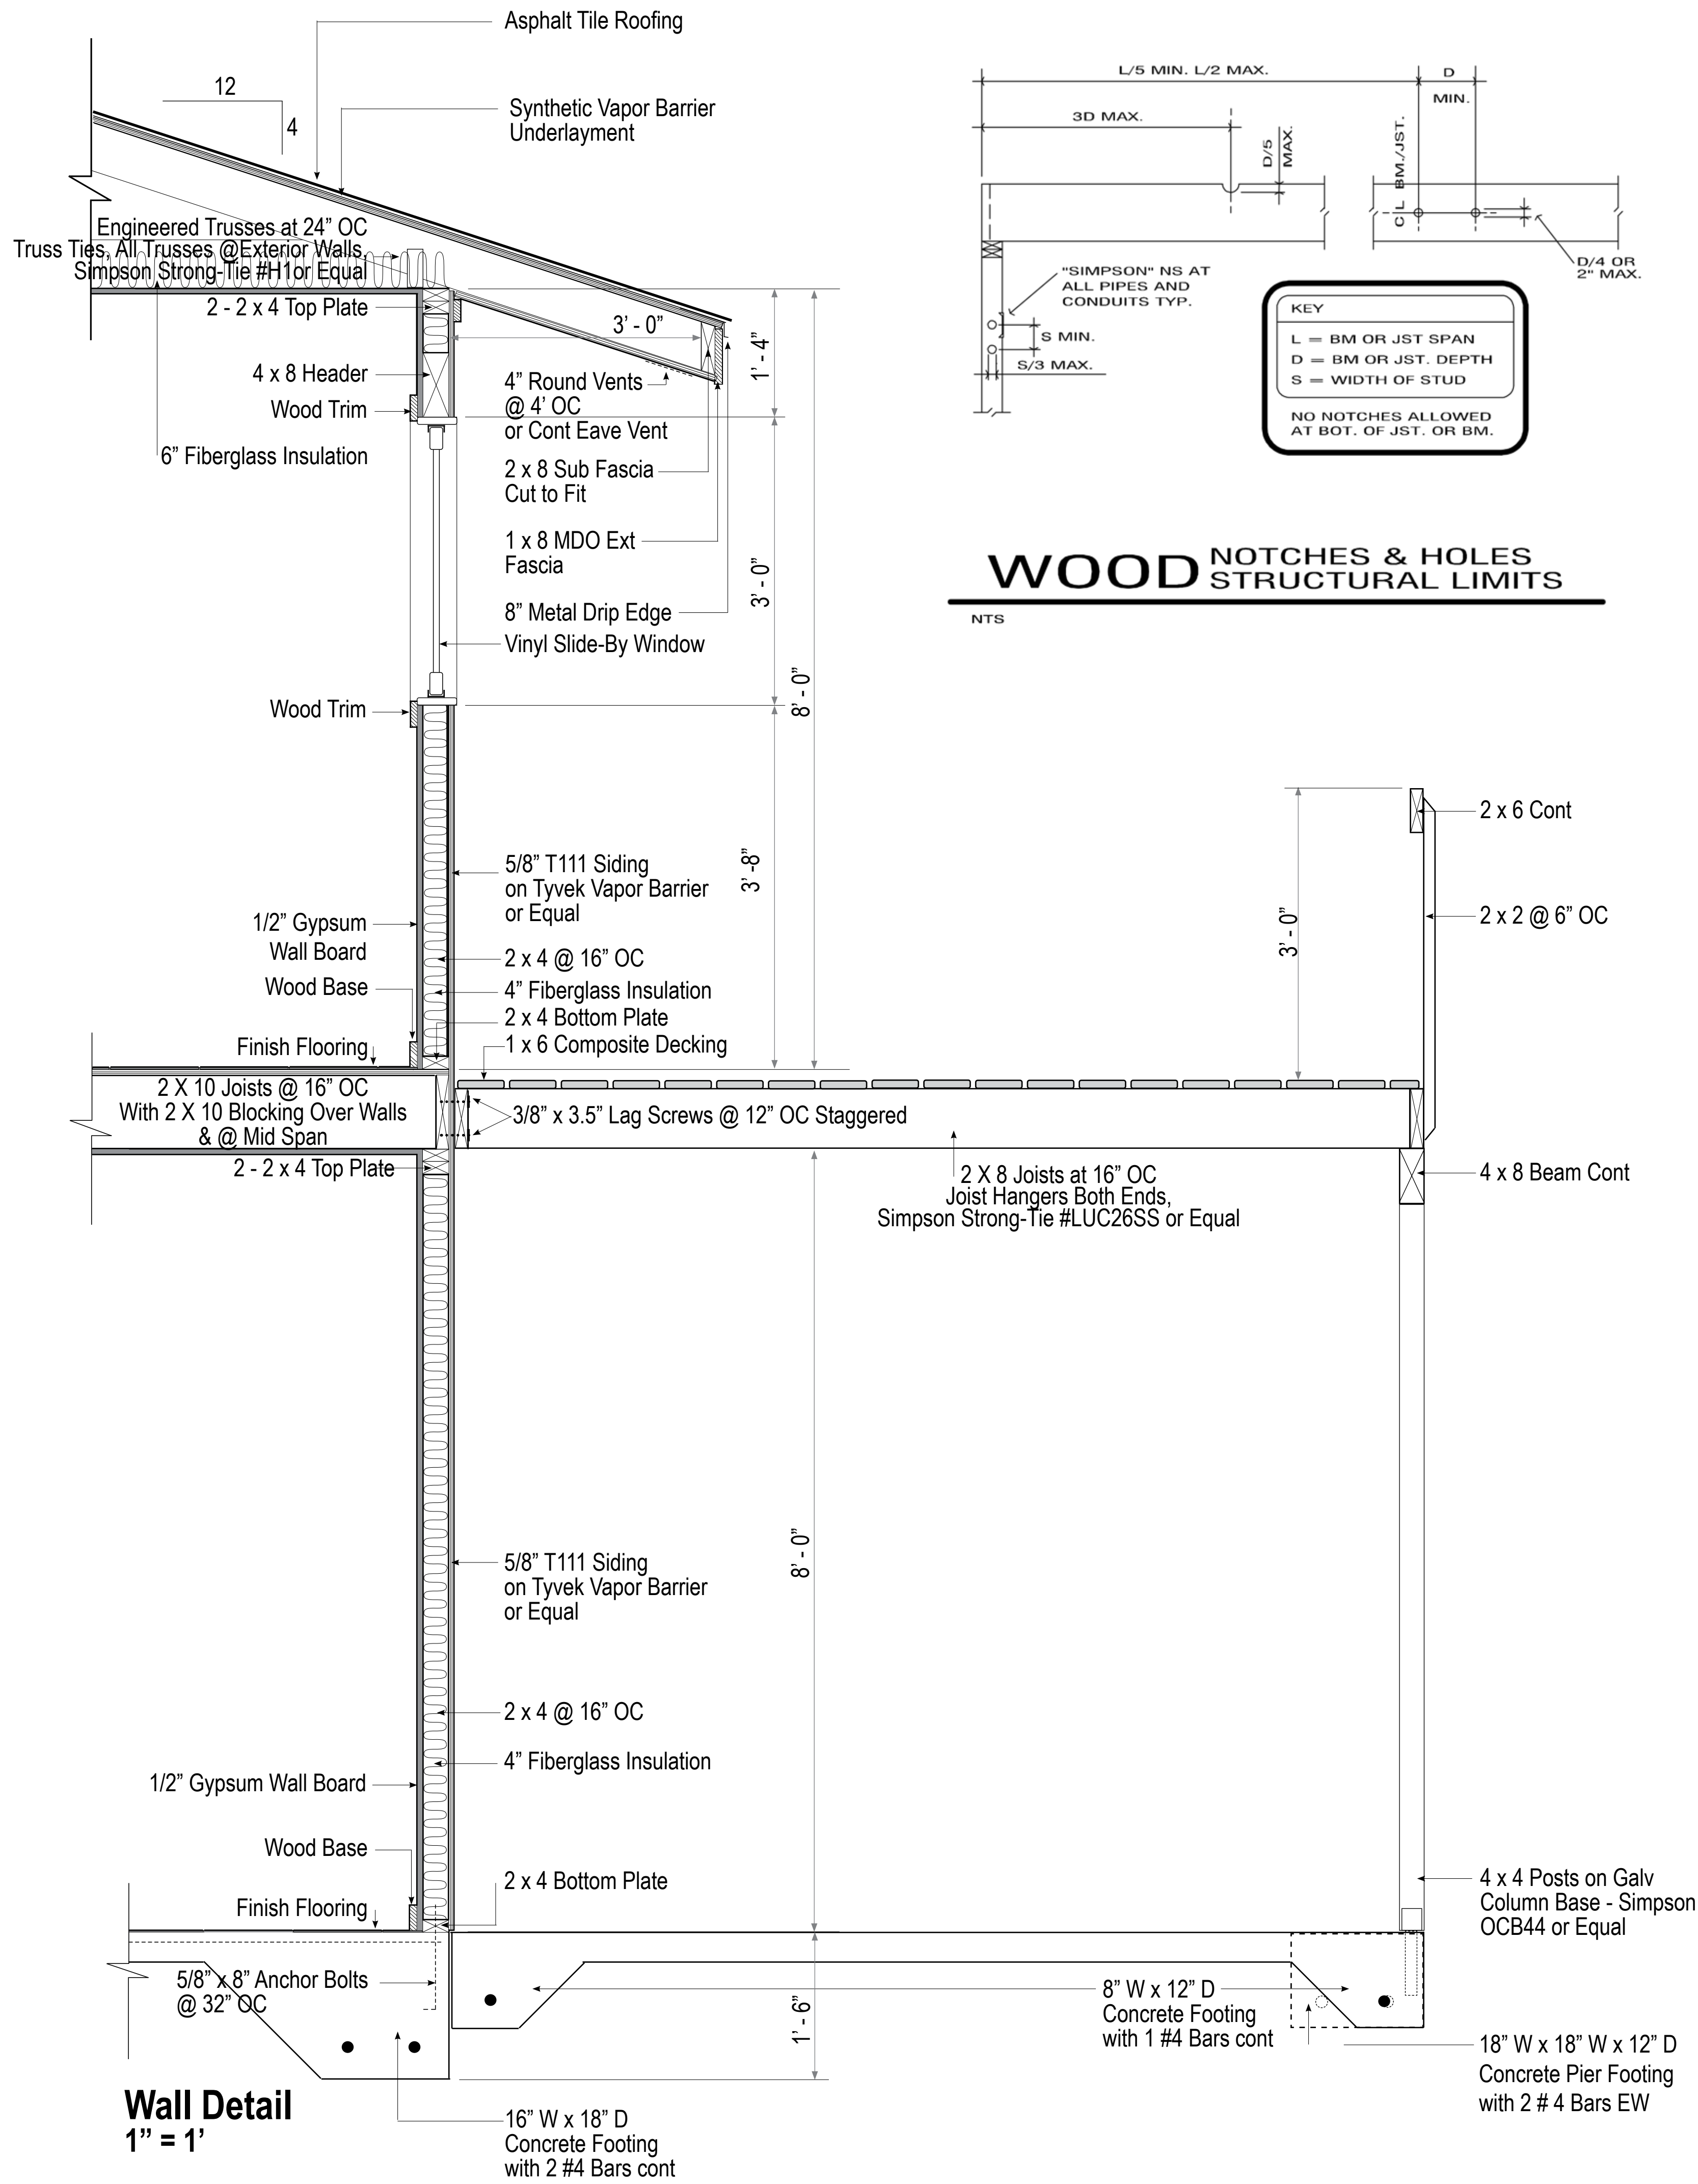 Asphalt Tile Roofing
12
4
Synthetic Vapor Barrier
Underlayment
Engineered Trusses at 24” OC
Truss Ties, All Trusses @Exterior Walls,
Simpson Strong-Tie #H1or Equal
2 - 2 x 4 Top Plate
4 x 8 Header
Wood Trim
6” Fiberglass Insulation
3’ - 0”
1’ - 4”
4” Round Vents
@ 4’ OC
or Cont Eave Vent
2 x 8 Sub Fascia
Cut to Fit
1 x 8 MDO Ext
Fascia
8” Metal Drip Edge
Vinyl Slide-By Window
3’ - 0”
8’ - 0”
Wood Trim
3’ -8”
5/8” T111 Siding
on Tyvek Vapor Barrier
or Equal
1/2” Gypsum
Wall Board
2 x 4 @ 16” OC
Wood Base
4” Fiberglass Insulation
2 x 4 Bottom Plate
Finish Flooring
1 x 6 Composite Decking
2 X 10 Joists @ 16” OC
With 2 X 10 Blocking Over Walls
& @ Mid Span
3/8” x 3.5” Lag Screws @ 12” OC Staggered
2 - 2 x 4 Top Plate
2 X 8 Joists at 16” OC
Joist Hangers Both Ends,
Simpson Strong-Tie #LUC26SS or Equal
3’ - 0”
2 x 6 Cont
2 x 2 @ 6” OC
4 x 8 Beam Cont
8’ - 0”
5/8” T111 Siding
on Tyvek Vapor Barrier
or Equal
2 x 4 @ 16” OC
4” Fiberglass Insulation
1/2” Gypsum Wall Board
Wood Base
2 x 4 Bottom Plate
Finish Flooring
4 x 4 Posts on Galv
Column Base - Simpson
OCB44 or Equal
5/8” x 8” Anchor Bolts
@ 32” OC
1’ - 6”
8” W x 12” D
Concrete Footing
with 1 #4 Bars cont
18” W x 18” W x 12” D
Concrete Pier Footing
with 2 # 4 Bars EW
16” W x 18” D
Concrete Footing
with 2 #4 Bars cont
Wall Detail
1” = 1’
L/5 MIN. L/2 MAX.
D
MIN.
3D MAX.
D/5
MAX.
C L BM./JST.
D/4 OR
2" MAX.
"SIMPSON" NS AT
ALL PIPES AND
CONDUITS TYP.
S MIN.
S/3 MAX.
KEY
L = BM OR JST SPAN
D = BM OR JST. DEPTH
S = WIDTH OF STUD
NO NOTCHES ALLOWED
AT BOT. OF JST. OR BM.
WOOD NOTCHES & HOLES
STRUCTURAL LIMITS
NTS